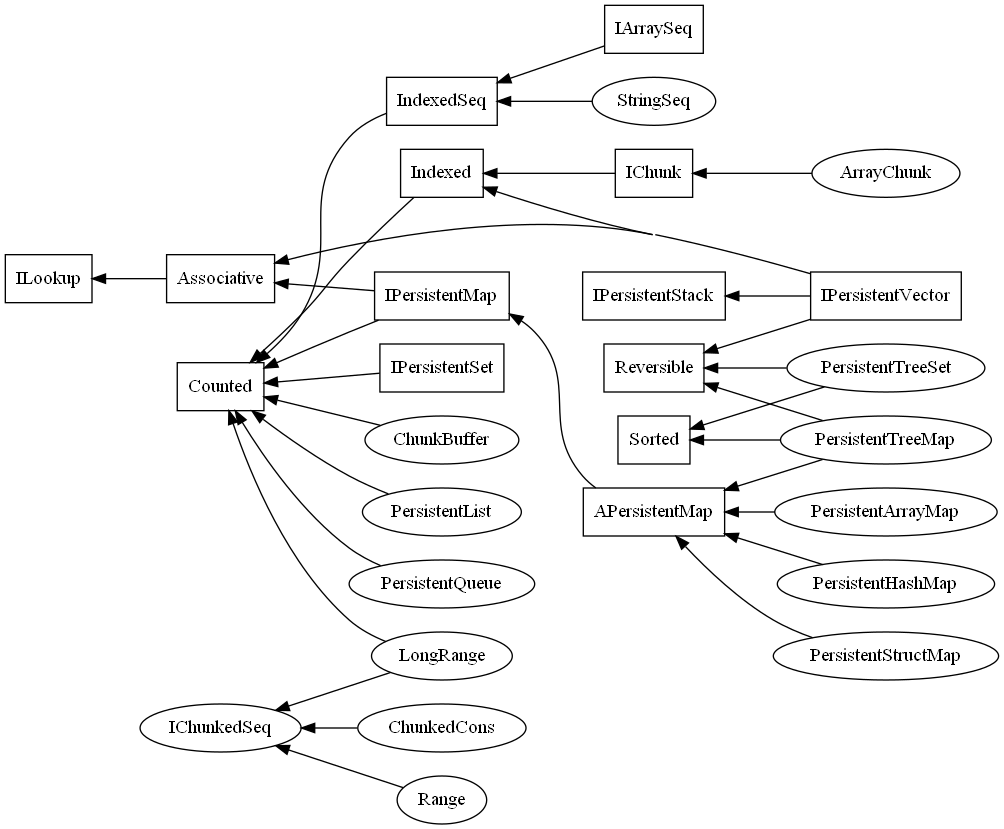 IArraySeq
IndexedSeq
StringSeq
Indexed
IChunk
ArrayChunk
ILookup
Associative
IPersistentMap
IPersistentStack
IPersistentVector
Counted
IPersistentSet
Reversible
PersistentTreeSet
ChunkBuffer
Sorted
PersistentTreeMap
PersistentList
APersistentMap
PersistentArrayMap
PersistentQueue
PersistentHashMap
LongRange
PersistentStructMap
IChunkedSeq
ChunkedCons
Range